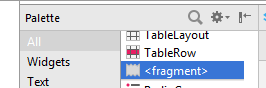 Palette
All
Widgets
Text
TableLayout
TableRow
<fragment>